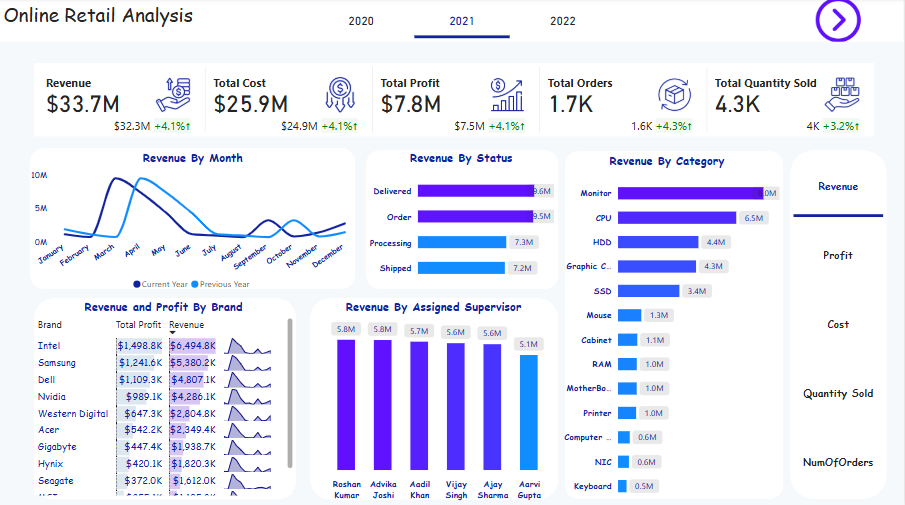 Online Retail Analysis
2020 2021 2022
Revenue
$33.7M
$32.3M +4.1%↑
Total Cost
$25.9M
$24.9M +4.1%↑
Total Profit
$7.8M
$7.5M +4.1%↑
Total Orders
1.7K
1.6K +4.3%↑
Total Quantity Sold
4.3K
4K +3.2%↑
Revenue By Month
10M
5M
0M
January
February
March
April
May
June
July
August
September
October
November
December
Current Year Previous Year
Revenue By Status
Delivered 9.6M
Order 9.5M
Processing 7.3M
Shipped 7.2M
Revenue By Category
Monitor
CPU 6.5M
HDD 4.4M
Graphic C... 4.3M
SSD 3.4M
Mouse 1.3M
Cabinet 1.1M
RAM 1.0M
MotherBo... 1.0M
Printer 1.0M
Computer ... 0.6M
NIC 0.6M
Keyboard 0.5M
Revenue
Profit
Cost
Quantity Sold
NumOfOrders
Revenue and Profit By Brand
Brand Total Profit Revenue
Intel $1,498.8K $6,494.8K
Samsung $1,241.6K $5,380.2K
Dell $1,109.3K $4,807.1K
Nvidia $989.1K $4,286.1K
Western Digital $647.3K $2,804.8K
Acer $542.2K $2,349.4K
Gigabyte $447.4K $1,938.7K
Hynix $420.1K $1,820.3K
Seagate $372.0K $1,612.0K
Revenue By Assigned Supervisor
5.8M 5.8M 5.7M 5.6M 5.6M 5.1M
Roshan Advika Aadil Vijay Ajay Aarvi
Kumar Joshi Khan Singh Sharma Gupta